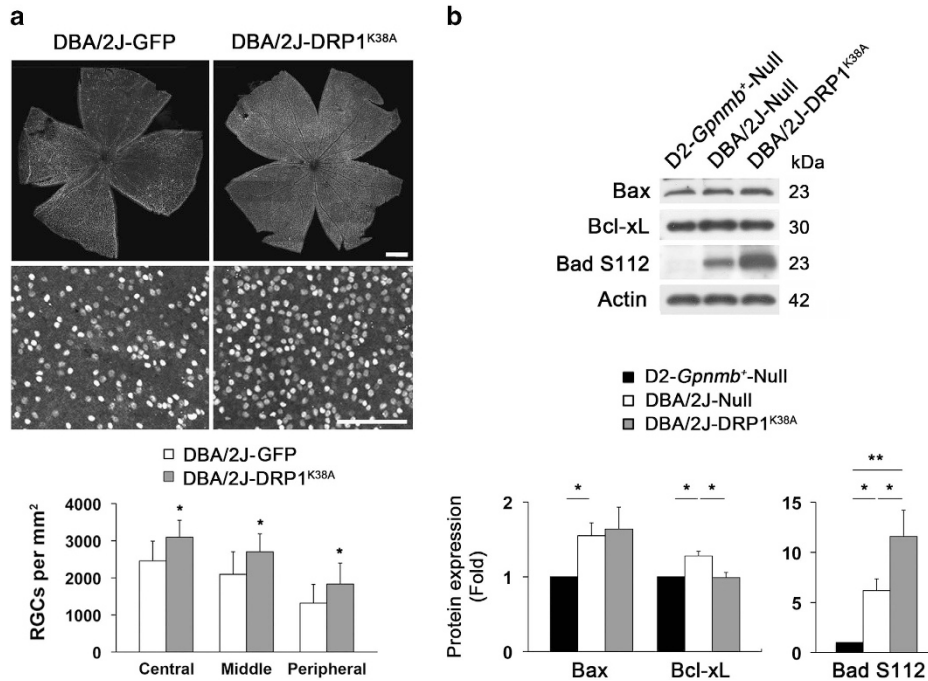 a
DBA/2J-GFP
DBA/2J-DRP1K38A
DBA/2J-GFP
DBA/2J-DRP1K38A
RGCs per mm2
4000
3000
2000
1000
0
*
*
*
Central
Middle
Peripheral
b
D2-Gpnmb+-Null
DBA/2J-Null
DBA/2J-DRP1K38A
kDa
Bax
23
Bcl-xL
30
Bad S112
23
Actin
42
D2-Gpnmb+-Null
DBA/2J-Null
DBA/2J-DRP1K38A
Protein expression
(Fold)
2
1
0
*
*
*
Bax
Bcl-xL
15
10
5
0
**
*
*
Bad S112